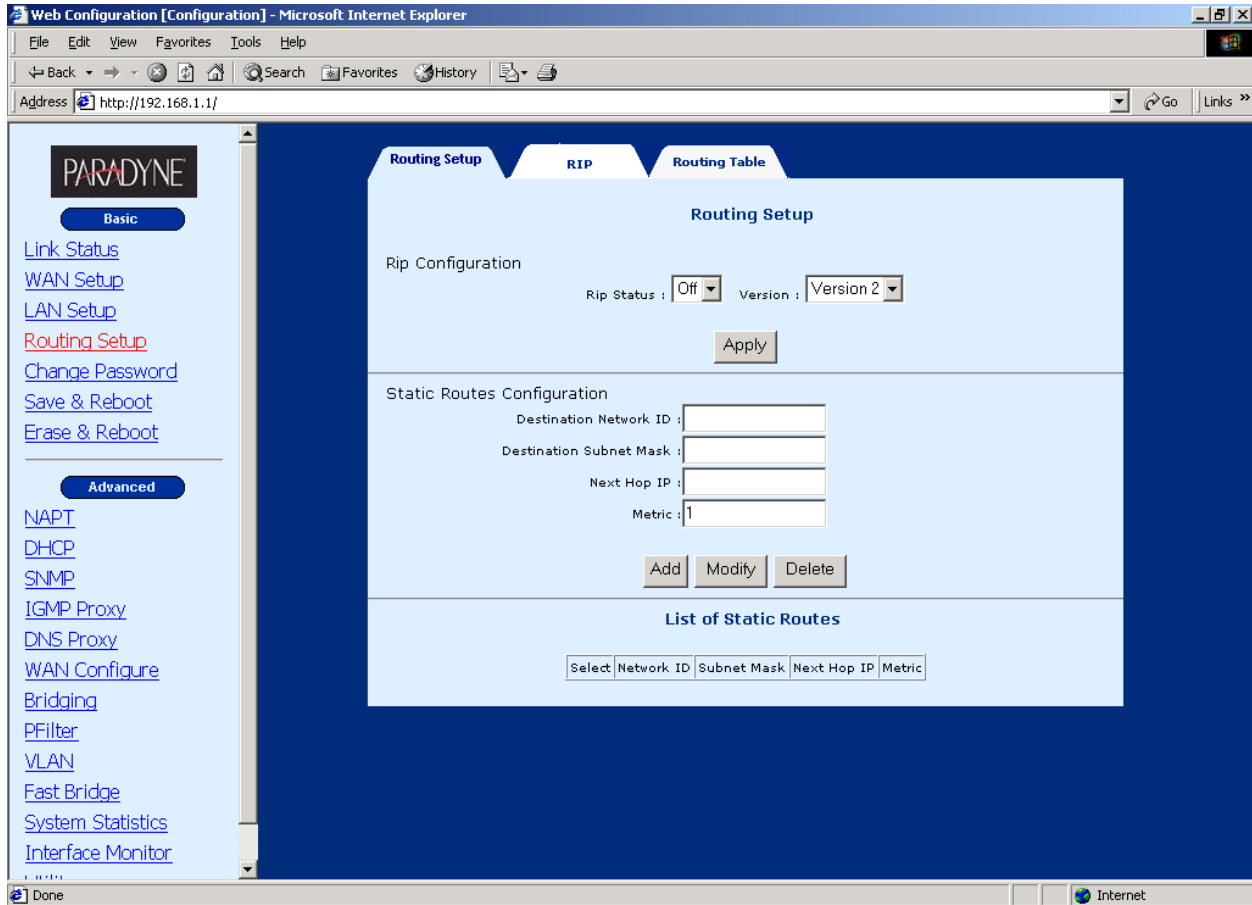 Web Configuration [Configuration] - Microsoft Internet Explorer
File Edit View Favorites Tools Help
Back Search Favorites History
Address http://192.168.1.1/ Go Links »
PARADYNE
Basic
Link Status
WAN Setup
LAN Setup
Routing Setup
Change Password
Save & Reboot
Erase & Reboot
Advanced
NAPT
DHCP
SNMP
IGMP Proxy
DNS Proxy
WAN Configure
Bridging
PFilter
VLAN
Fast Bridge
System Statistics
Interface Monitor
Routing Setup RIP Routing Table
Routing Setup
Rip Configuration
Rip Status : Off Version : Version 2
Apply
Static Routes Configuration
Destination Network ID :
Destination Subnet Mask :
Next Hop IP :
Metric : 1
Add Modify Delete
List of Static Routes
Select Network ID Subnet Mask Next Hop IP Metric
Done Internet